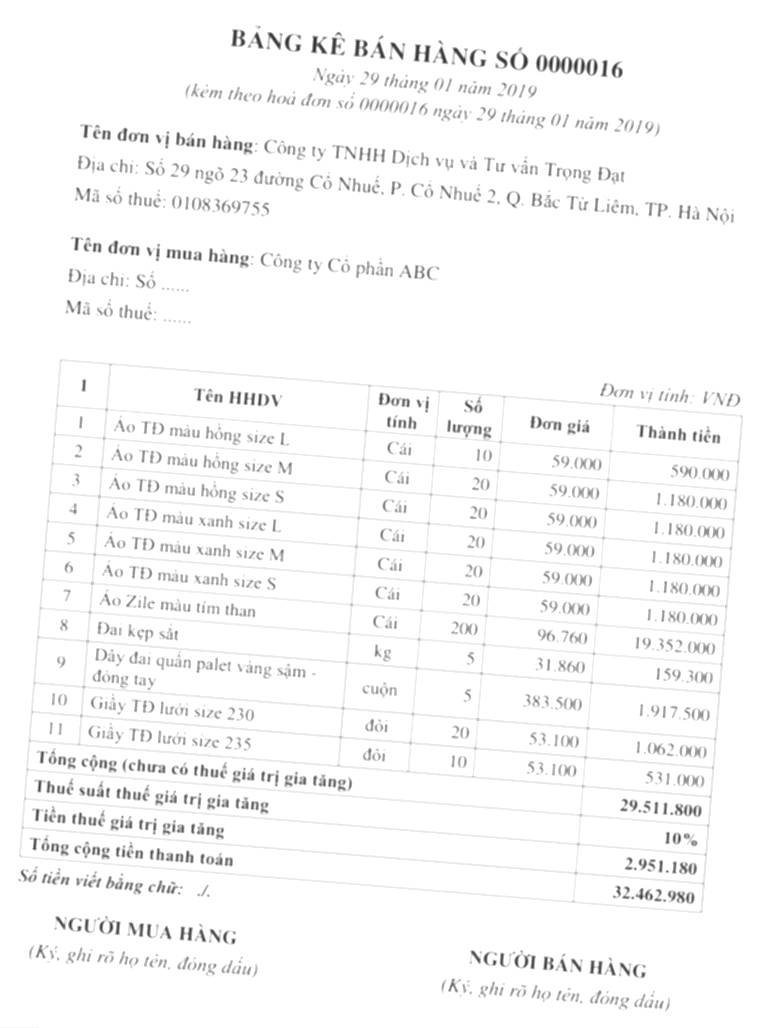 BẢNG KÊ BÁN HÀNG SỐ 0000016
Ngày 29 tháng 01 năm 2019
(kèm theo hoá đơn số 0000016 ngày 29 tháng 01 năm 2019)
Tên đơn vị bán hàng: Công ty TNHH Dịch vụ và Tư vấn Trọng Đạt
Địa chỉ: Số 29 ngõ 23 đường Cổ Nhuế, P. Cổ Nhuế 2, Q. Bắc Từ Liêm, TP. Hà Nội
Mã số thuế: 0108369755
Tên đơn vị mua hàng: Công ty Cổ phần ABC
Địa chỉ: Số ......
Mã số thuế: ......
Đơn vị tính: VNĐ
1 Tên HHDV Đơn vị tính Số lượng Đơn giá Thành tiền
1 Áo TĐ màu hồng size L Cái 10 59.000 590.000
2 Áo TĐ màu hồng size M Cái 20 59.000 1.180.000
3 Áo TĐ màu hồng size S Cái 20 59.000 1.180.000
4 Áo TĐ màu xanh size L Cái 20 59.000 1.180.000
5 Áo TĐ màu xanh size M Cái 20 59.000 1.180.000
6 Áo TĐ màu xanh size S Cái 20 59.000 1.180.000
7 Áo Zile màu tím than Cái 200 96.760 19.352.000
8 Đai kẹp sắt kg 5 31.860 159.300
9 Dây đai quấn palet vàng sậm - đóng tay cuộn 5 383.500 1.917.500
10 Giầy TĐ lưới size 230 đôi 20 53.100 1.062.000
11 Giầy TĐ lưới size 235 đôi 10 53.100 531.000
Tổng cộng (chưa có thuế giá trị gia tăng) 29.511.800
Thuế suất thuế giá trị gia tăng 10%
Tiền thuế giá trị gia tăng 2.951.180
Tổng cộng tiền thanh toán 32.462.980
Số tiền viết bằng chữ: ./.
NGƯỜI MUA HÀNG
(Ký, ghi rõ họ tên, đóng dấu)
NGƯỜI BÁN HÀNG
(Ký, ghi rõ họ tên, đóng dấu)